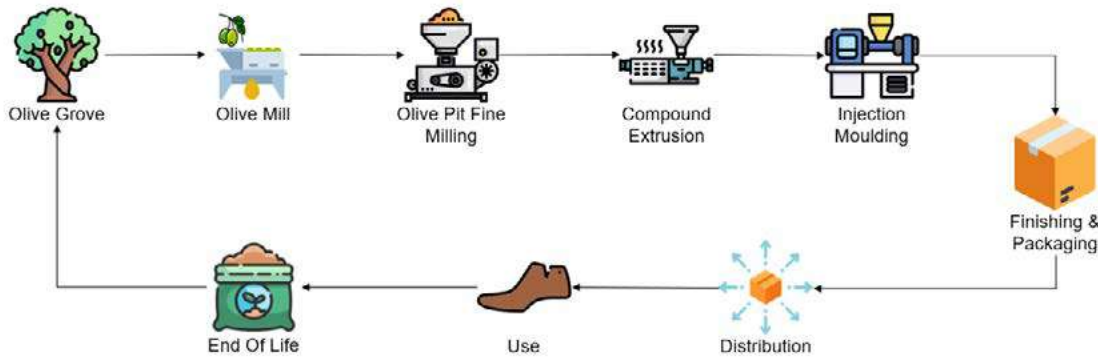 Olive Grove
Olive Mill
Olive Pit Fine
Milling
Compound
Extrusion
Injection
Moulding
Finishing &
Packaging
End Of Life
Use
Distribution